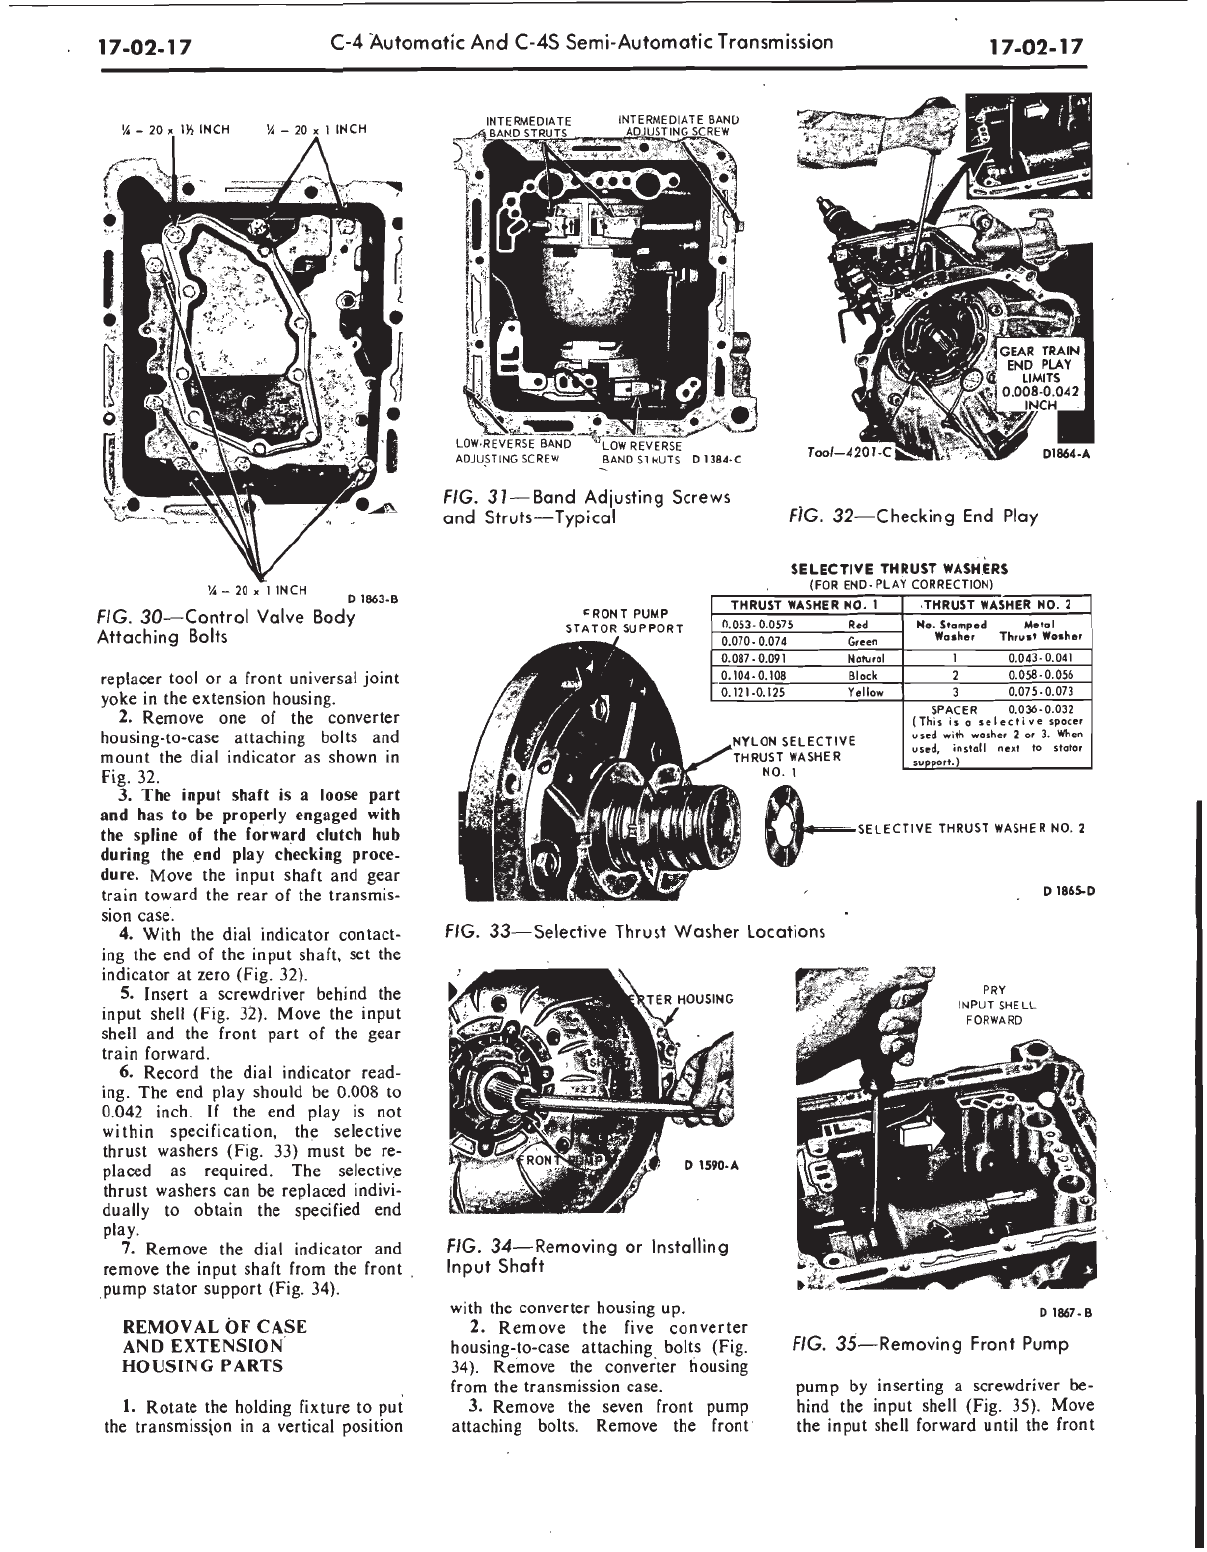 17-02-17
C-4 Automatic And C-4S Semi-Automatic Transmission
17-02-17
¼ – 20 x 1½ INCH
¼ – 20 x 1 INCH
¼ – 20 x 1 INCH
D 1863-B
FIG. 30—Control Valve Body
Attaching Bolts
INTERMEDIATE
BAND STRUTS
INTERMEDIATE BAND
ADJUSTING SCREW
LOW-REVERSE BAND
ADJUSTING SCREW
LOW REVERSE
BAND STRUTS
D 1384-C
FIG. 31—Band Adjusting Screws
and Struts—Typical
GEAR TRAIN
END PLAY
LIMITS
0.008-0.042
INCH
Tool—4201-C
D1864-A
FIG. 32—Checking End Play
SELECTIVE THRUST WASHERS
(FOR END-PLAY CORRECTION)
THRUST WASHER NO. 1
THRUST WASHER NO. 2
0.053-0.0575 Red
0.070-0.074 Green
0.087-0.091 Natural
0.104-0.108 Black
0.121-0.125 Yellow
No. Stamped Metal
Washer Thrust Washer
1 0.043-0.041
2 0.058-0.056
3 0.075-0.073
SPACER 0.036-0.032
(This is a selective spacer
used with washer 2 or 3. When
used, install next to stator
support.)
FRONT PUMP
STATOR SUPPORT
NYLON SELECTIVE
THRUST WASHER
NO. 1
SELECTIVE THRUST WASHER NO. 2
D 1865-D
FIG. 33—Selective Thrust Washer Locations
replacer tool or a front universal joint
yoke in the extension housing.
2. Remove one of the converter
housing-to-case attaching bolts and
mount the dial indicator as shown in
Fig. 32.
3. The input shaft is a loose part
and has to be properly engaged with
the spline of the forward clutch hub
during the end play checking proce-
dure. Move the input shaft and gear
train toward the rear of the transmis-
sion case.
4. With the dial indicator contact-
ing the end of the input shaft, set the
indicator at zero (Fig. 32).
5. Insert a screwdriver behind the
input shell (Fig. 32). Move the input
shell and the front part of the gear
train forward.
6. Record the dial indicator read-
ing. The end play should be 0.008 to
0.042 inch. If the end play is not
within specification, the selective
thrust washers (Fig. 33) must be re-
placed as required. The selective
thrust washers can be replaced indivi-
dually to obtain the specified end
play.
7. Remove the dial indicator and
remove the input shaft from the front
pump stator support (Fig. 34).
REMOVAL OF CASE
AND EXTENSION
HOUSING PARTS
1. Rotate the holding fixture to put
the transmission in a vertical position
ERTER HOUSING
FRONT PUMP
D 1590-A
FIG. 34—Removing or Installing
Input Shaft
with the converter housing up.
2. Remove the five converter
housing-to-case attaching bolts (Fig.
34). Remove the converter housing
from the transmission case.
3. Remove the seven front pump
attaching bolts. Remove the front
PRY
INPUT SHELL
FORWARD
D 1867-B
FIG. 35—Removing Front Pump
pump by inserting a screwdriver be-
hind the input shell (Fig. 35). Move
the input shell forward until the front